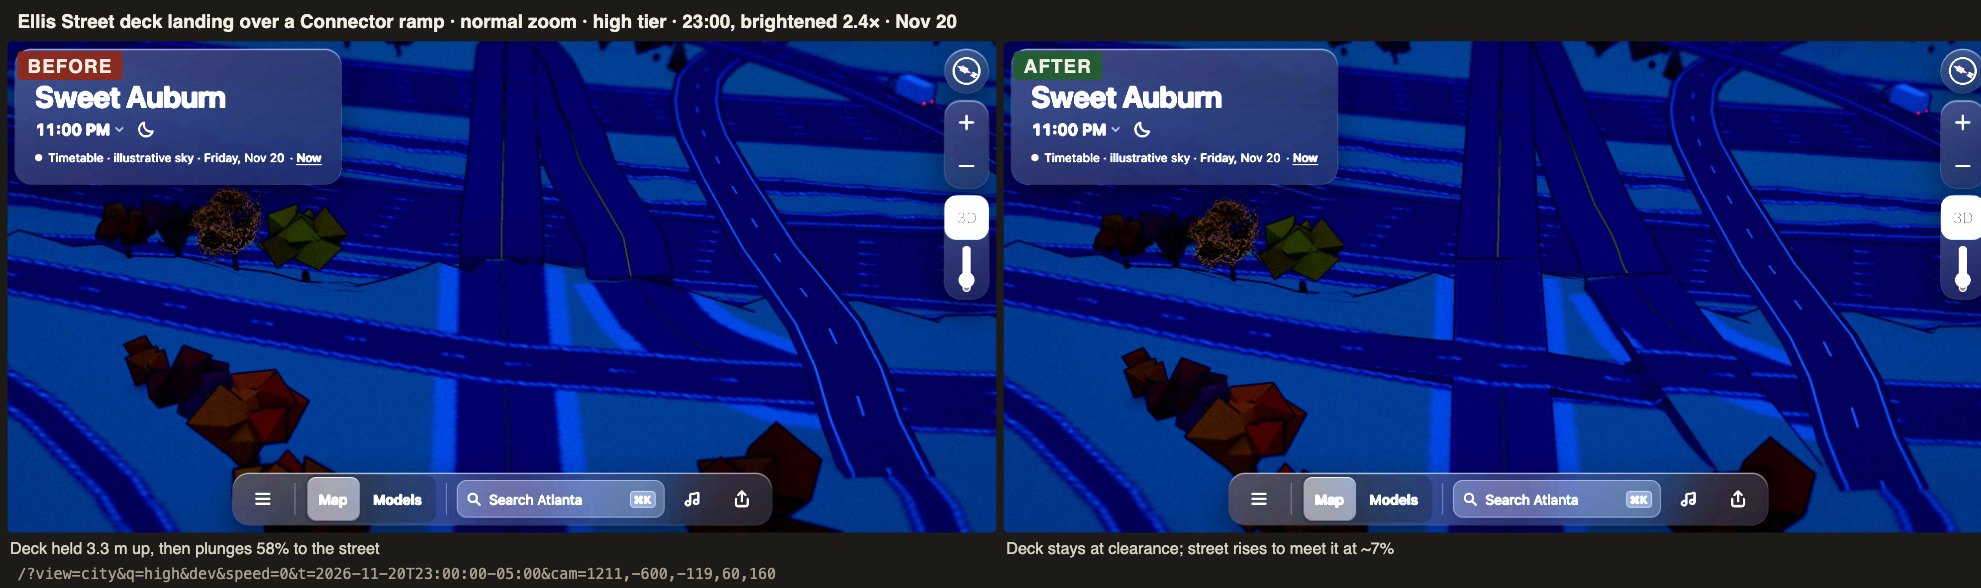 Ellis Street deck landing over a Connector ramp · normal zoom · high tier · 23:00, brightened 2.4× · Nov 20
BEFORE
Sweet Auburn
11:00 PM
Timetable · illustrative sky · Friday, Nov 20 · Now
3D
Map
Models
Search Atlanta
⌘K
Deck held 3.3 m up, then plunges 58% to the street
AFTER
Sweet Auburn
11:00 PM
Timetable · illustrative sky · Friday, Nov 20 · Now
3D
Map
Models
Search Atlanta
⌘K
Deck stays at clearance; street rises to meet it at ~7%
/?view=city&q=high&dev&speed=0&t=2026-11-20T23:00:00-05:00&cam=1211,-600,-119,60,160